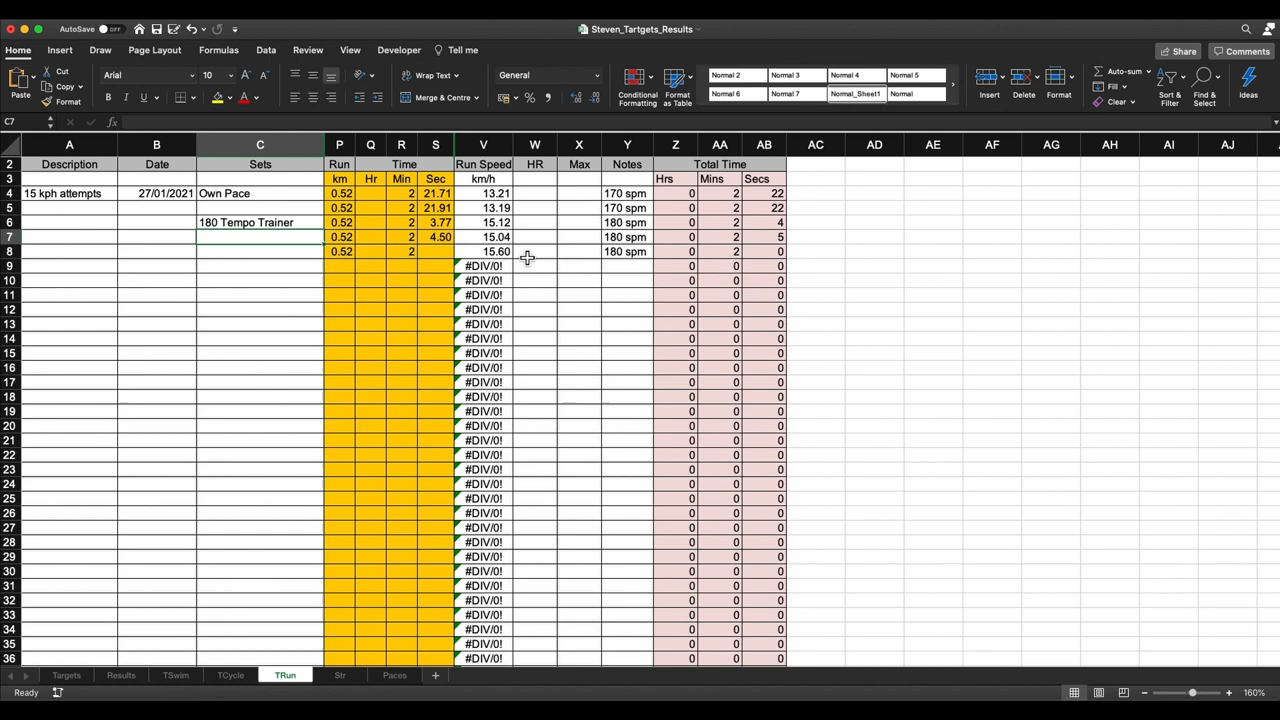 AutoSave OFF Steven_Tartgets_Results
Home Insert Draw Page Layout Formulas Data Review View Developer Tell me Share Comments
Paste Cut Copy Format Arial 10 B I U A Wrap Text Merge & Centre General % Conditional Formatting Format as Table Normal 2 Normal 3 Normal 4 Normal 5 Normal 6 Normal 7 Normal_Sheet1 Normal Insert Delete Format Auto-sum Fill Clear Sort & Filter Find & Select Ideas
C7 fx
A B C P Q R S V W X Y Z AA AB AC AD AE AF AG AH AI AJ
2 Description Date Sets Run Time Run Speed HR Max Notes Total Time
3 km Hr Min Sec km/h Hrs Mins Secs
4 15 kph attempts 27/01/2021 Own Pace 0.52 2 21.71 13.21 170 spm 0 2 22
5 0.52 2 21.91 13.19 170 spm 0 2 22
6 180 Tempo Trainer 0.52 2 3.77 15.12 180 spm 0 2 4
7 0.52 2 4.50 15.04 180 spm 0 2 5
8 0.52 2 15.60 180 spm 0 2 0
9 #DIV/0! 0 0 0
10 #DIV/0! 0 0 0
11 #DIV/0! 0 0 0
12 #DIV/0! 0 0 0
13 #DIV/0! 0 0 0
14 #DIV/0! 0 0 0
15 #DIV/0! 0 0 0
16 #DIV/0! 0 0 0
17 #DIV/0! 0 0 0
18 #DIV/0! 0 0 0
19 #DIV/0! 0 0 0
20 #DIV/0! 0 0 0
21 #DIV/0! 0 0 0
22 #DIV/0! 0 0 0
23 #DIV/0! 0 0 0
24 #DIV/0! 0 0 0
25 #DIV/0! 0 0 0
26 #DIV/0! 0 0 0
27 #DIV/0! 0 0 0
28 #DIV/0! 0 0 0
29 #DIV/0! 0 0 0
30 #DIV/0! 0 0 0
31 #DIV/0! 0 0 0
32 #DIV/0! 0 0 0
33 #DIV/0! 0 0 0
34 #DIV/0! 0 0 0
35 #DIV/0! 0 0 0
36 #DIV/0! 0 0 0
Targets Results TSwim TCycle TRun Str Paces +
Ready 160%